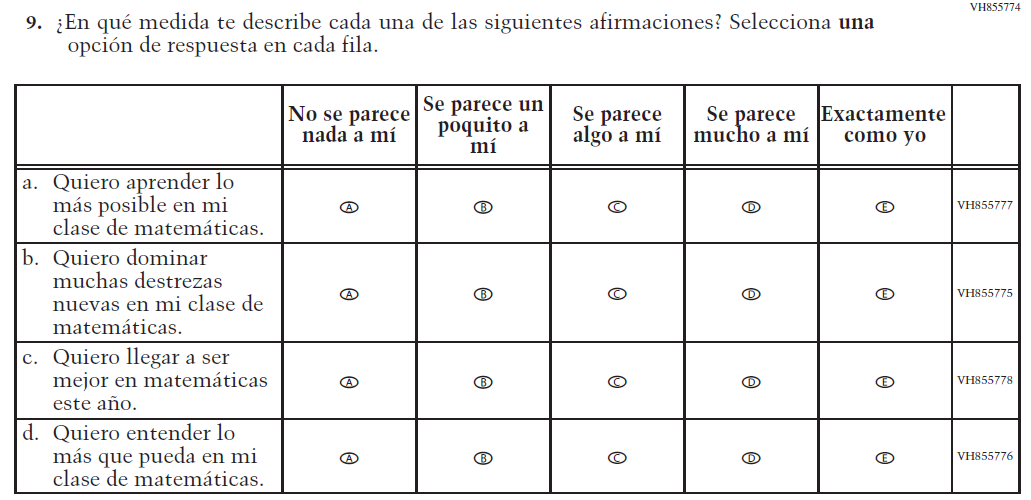 VH855774
9. ¿En qué medida te describe cada una de las siguientes afirmaciones? Selecciona una
opción de respuesta en cada fila.
No se parece
nada a mí
Se parece un
poquito a
mí
Se parece
algo a mí
Se parece
mucho a mí
Exactamente
como yo
a. Quiero aprender lo
más posible en mi
clase de matemáticas.
A B C D E VH855777
b. Quiero dominar
muchas destrezas
nuevas en mi clase de
matemáticas.
A B C D E VH855775
c. Quiero llegar a ser
mejor en matemáticas
este año.
A B C D E VH855778
d. Quiero entender lo
más que pueda en mi
clase de matemáticas.
A B C D E VH855776